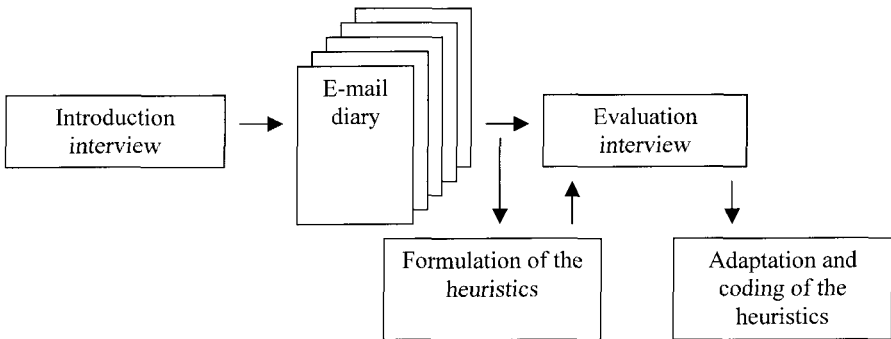 Introduction
interview
E-mail
diary
Evaluation
interview
Formulation of the
heuristics
Adaptation and
coding of the
heuristics